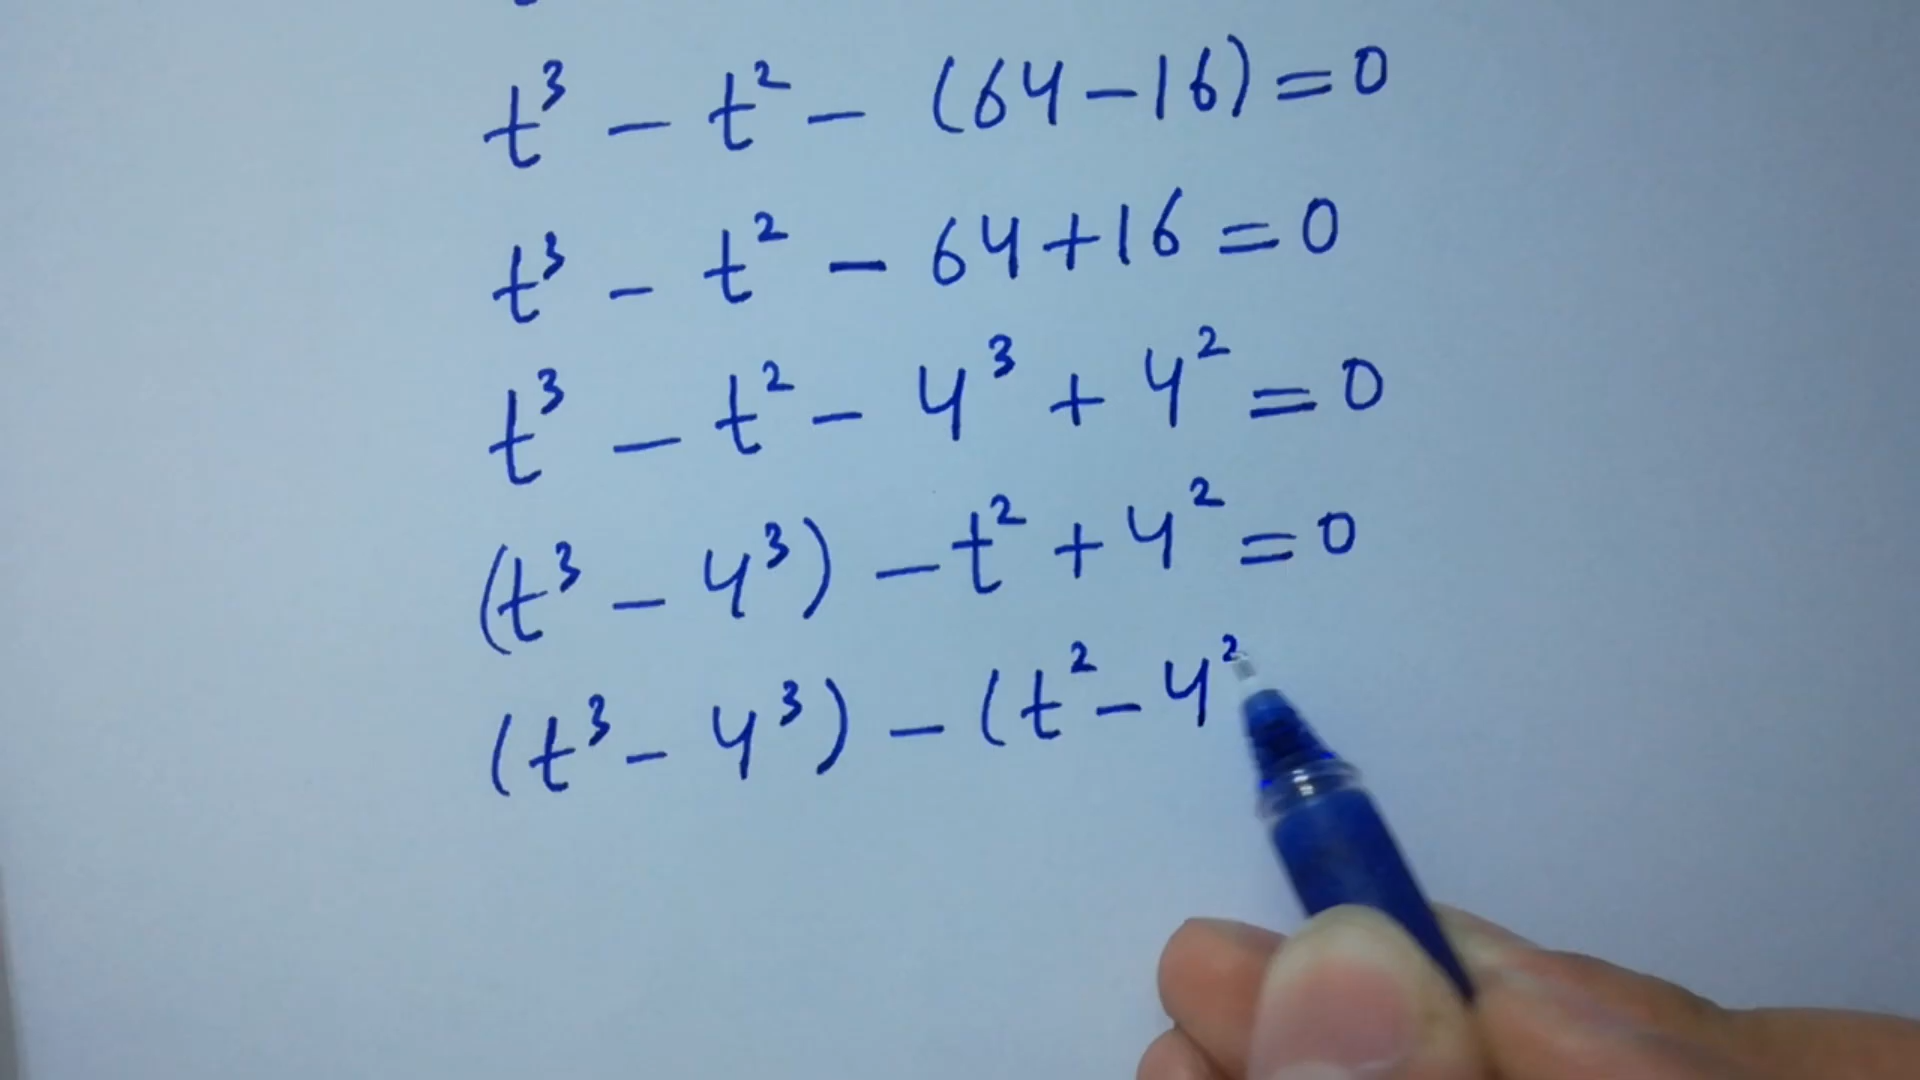 t³ - t² - (64 - 16) = 0
t³ - t² - 64 + 16 = 0
t³ - t² - 4³ + 4² = 0
(t³ - 4³) - t² + 4² = 0
(t³ - 4³) - (t² - 4²